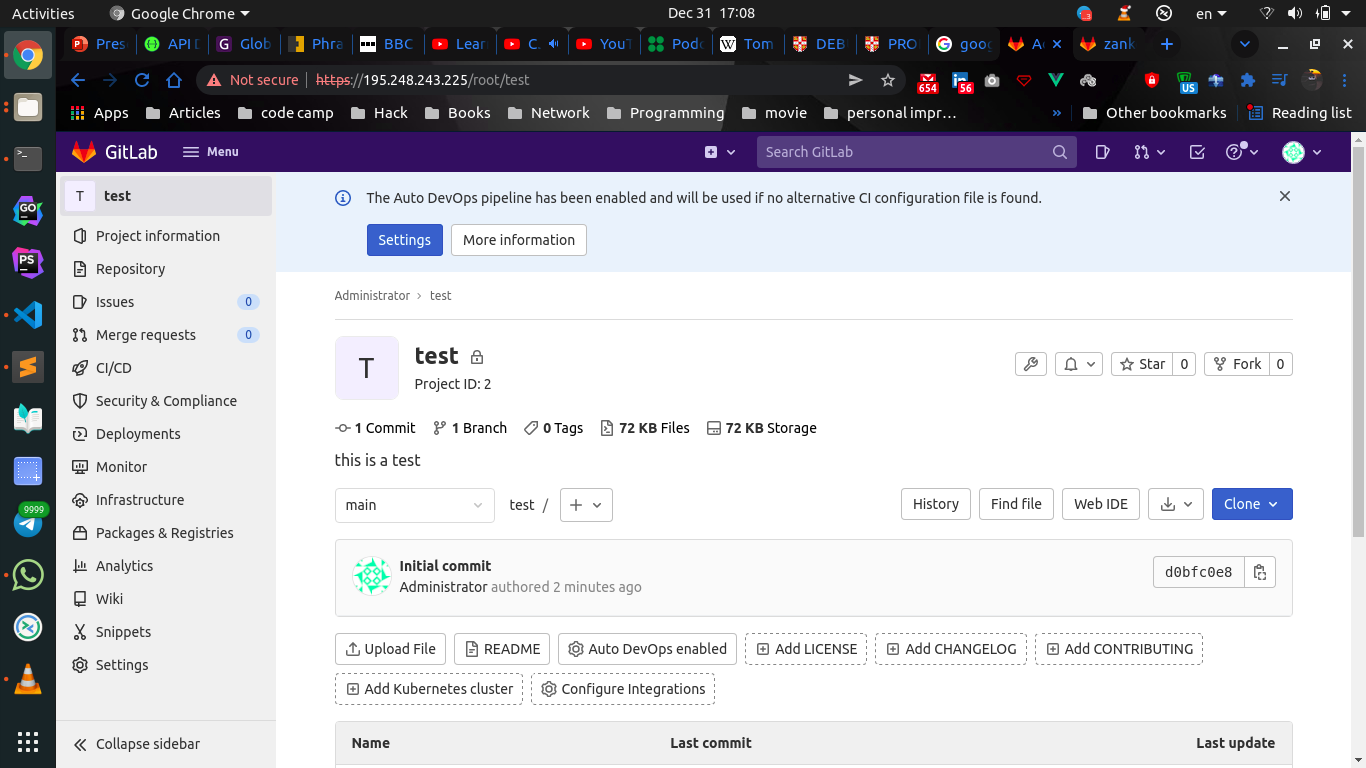 Activities Google Chrome Dec 31 17:08 en
Pres API D Glob Phra BBC Lear C YouT Podc Tom DEBU PRO goog zank
Not secure https://195.248.243.225/root/test 654 56 US
Apps Articles code camp Hack Books Network Programming movie personal impr… » Other bookmarks Reading list
GitLab Menu Search GitLab
T test
The Auto DevOps pipeline has been enabled and will be used if no alternative CI configuration file is found.
Settings More information
Project information
Repository
Issues 0
Merge requests 0
CI/CD
Security & Compliance
Deployments
Monitor
Infrastructure
Packages & Registries
Analytics
Wiki
Snippets
Settings
Collapse sidebar
GO
PS
9999
Administrator > test
T
test
Project ID: 2
Star 0 Fork 0
1 Commit 1 Branch 0 Tags 72 KB Files 72 KB Storage
this is a test
main test / + History Find file Web IDE Clone
Initial commit
Administrator authored 2 minutes ago
d0bfc0e8
Upload File README Auto DevOps enabled Add LICENSE Add CHANGELOG Add CONTRIBUTING
Add Kubernetes cluster Configure Integrations
Name Last commit Last update